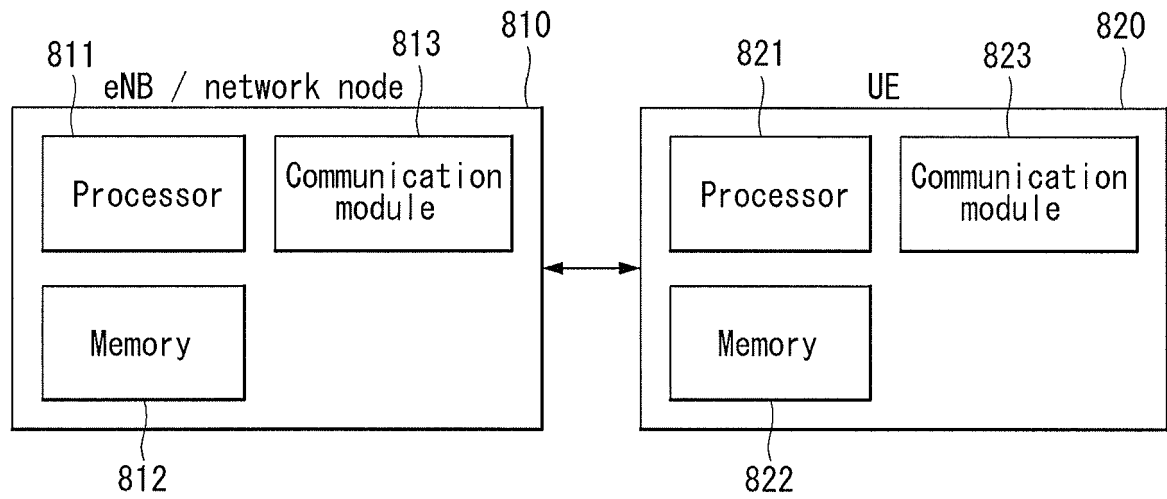 810
811
813
eNB / network node
Processor
Communication
module
Memory
812
820
821
823
UE
Processor
Communication
module
Memory
822